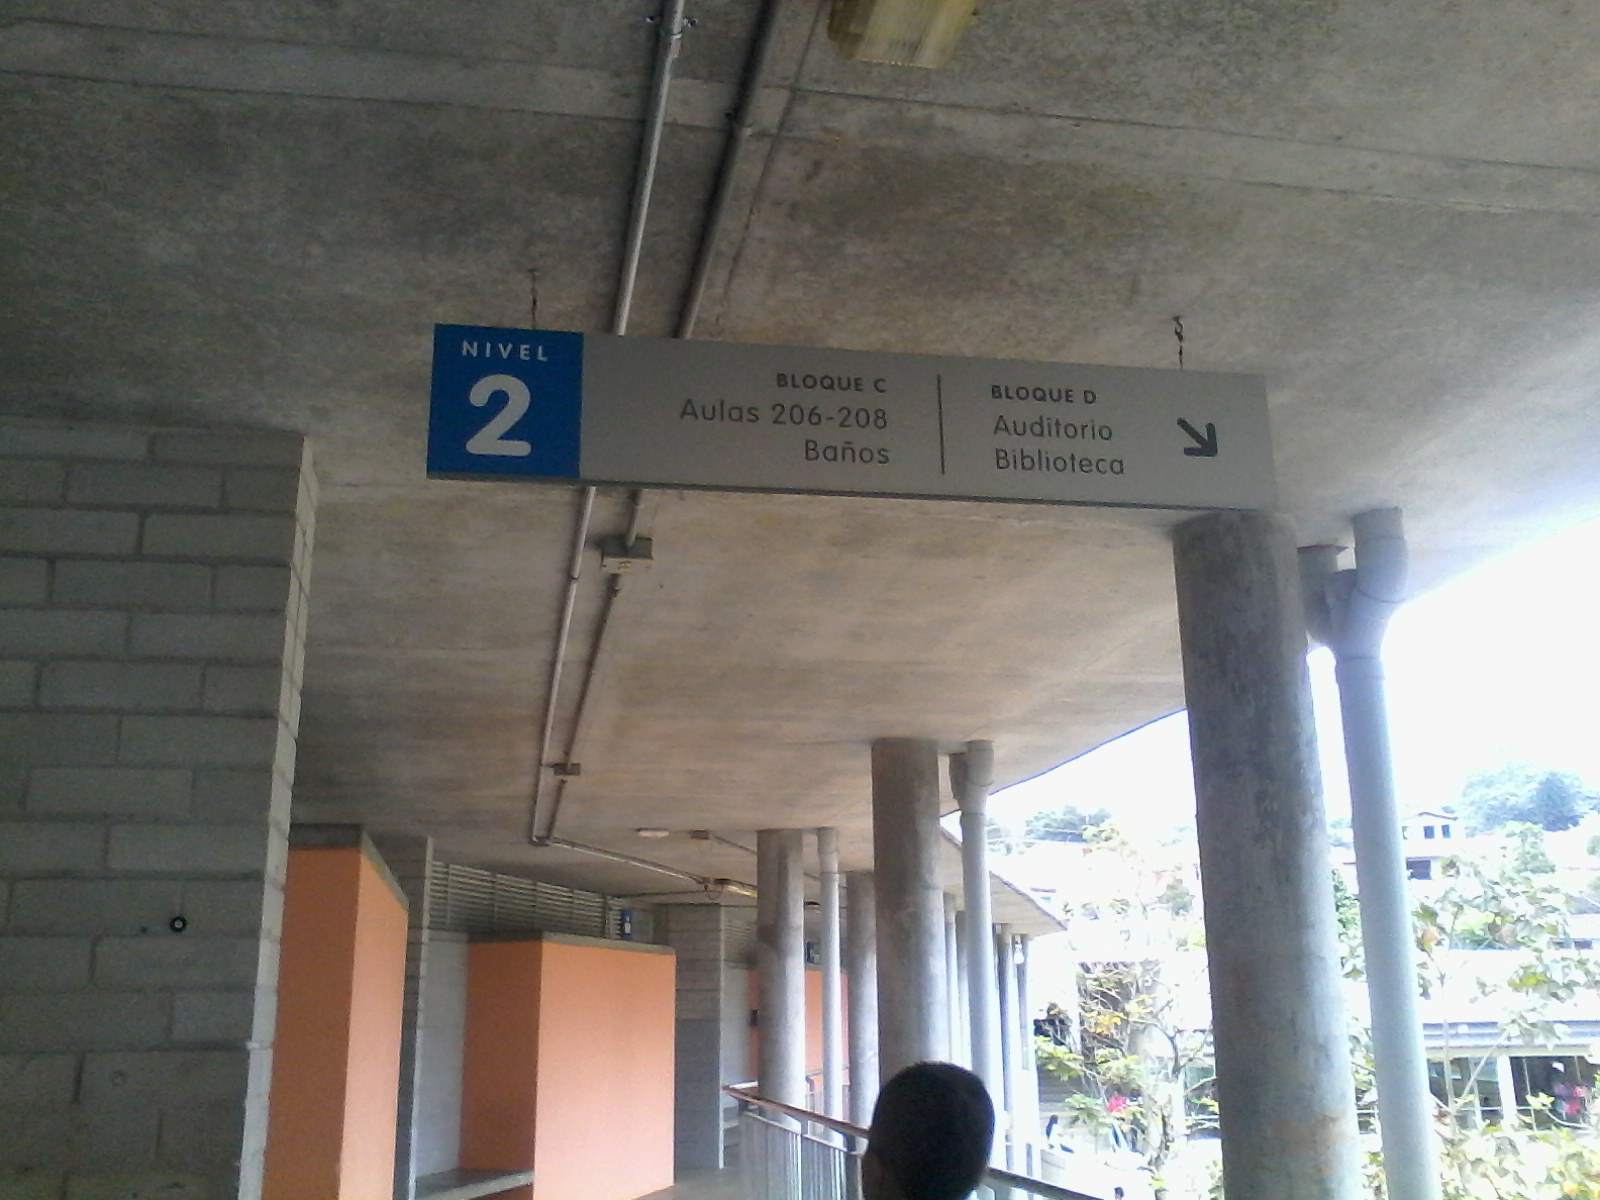 NIVEL
2
BLOQUE C
Aulas 206-208
Baños
BLOQUE D
Auditorio
Biblioteca